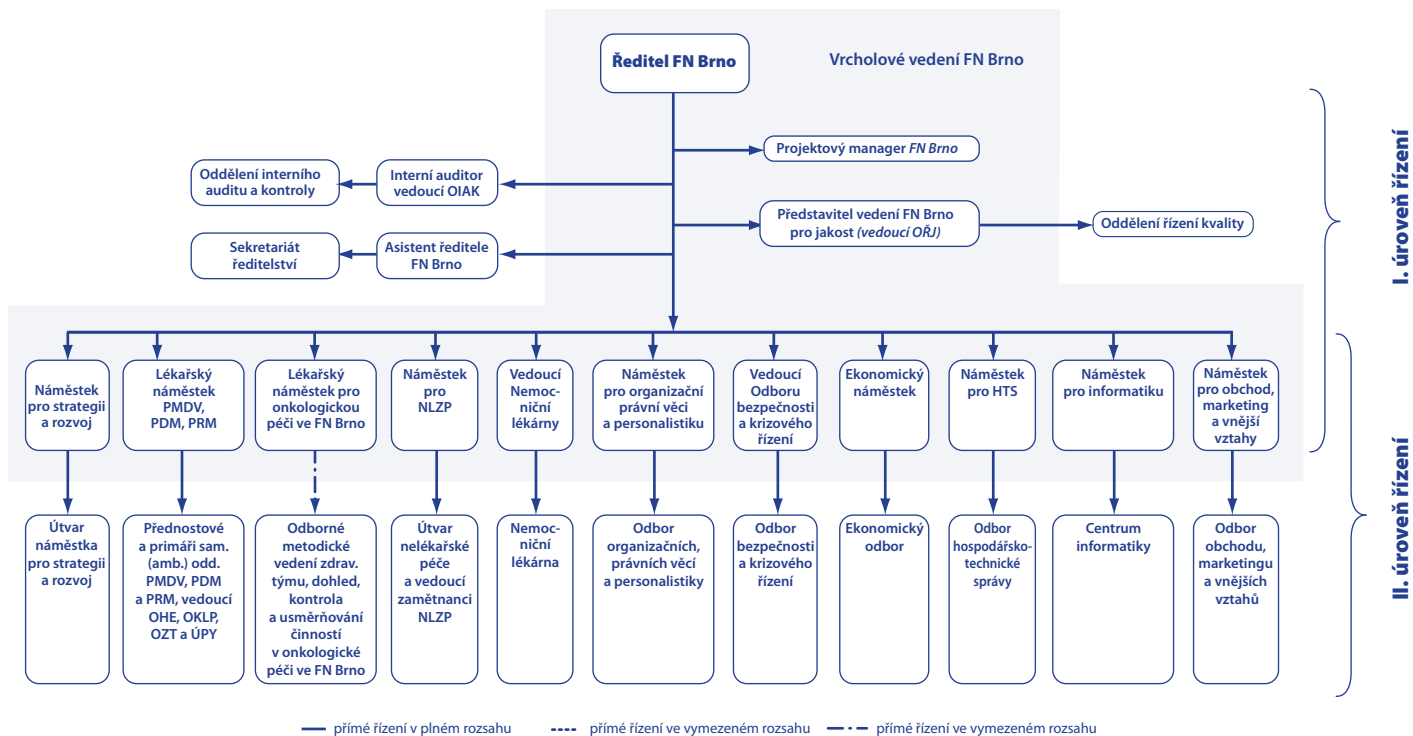 Ředitel FN Brno
Vrcholové vedení FN Brno
Projektový manager FN Brno
Oddělení interního
auditu a kontroly
Interní auditor
vedoucí OIAK
Představitel vedení FN Brno
pro jakost (vedoucí OŘJ)
Oddělení řízení kvality
Sekretariát
ředitelství
Asistent ředitele
FN Brno
I. úroveň řízení
Náměstek
pro strategii
a rozvoj
Lékařský
náměstek
PMDV,
PDM, PRM
Lékařský
náměstek pro
onkologickou
péči ve FN Brno
Náměstek
pro
NLZP
Vedoucí
Nemoc-
niční
lékárny
Náměstek
pro organizační
právní věci
a personalistiku
Vedoucí
Odboru
bezpečnosti
a krizového
řízení
Ekonomický
náměstek
Náměstek
pro HTS
Náměstek
pro informatiku
Náměstek
pro obchod,
marketing
a vnější
vztahy
II. úroveň řízení
Útvar
náměstka
pro strategii
a rozvoj
Přednostové
a primáři sam.
(amb.) odd.
PMDV, PDM
a PRM, vedoucí
OHE, OKLP,
OZT a ÚPY
Odborné
metodické
vedení zdrav.
týmu, dohled,
kontrola
a usměrňování
činností
v onkologické
péči ve FN Brno
Útvar
nelékařské
péče
a vedoucí
zamětnanci
NLZP
Nemoc-
niční
lékárna
Odbor
organizačních,
právních věcí
a personalistiky
Odbor
bezpečnosti
a krizového
řízení
Ekonomický
odbor
Odbor
hospodářsko-
technické
správy
Centrum
informatiky
Odbor
obchodu,
marketingu
a vnějších
vztahů
přímé řízení v plném rozsahu
přímé řízení ve vymezeném rozsahu
přímé řízení ve vymezeném rozsahu